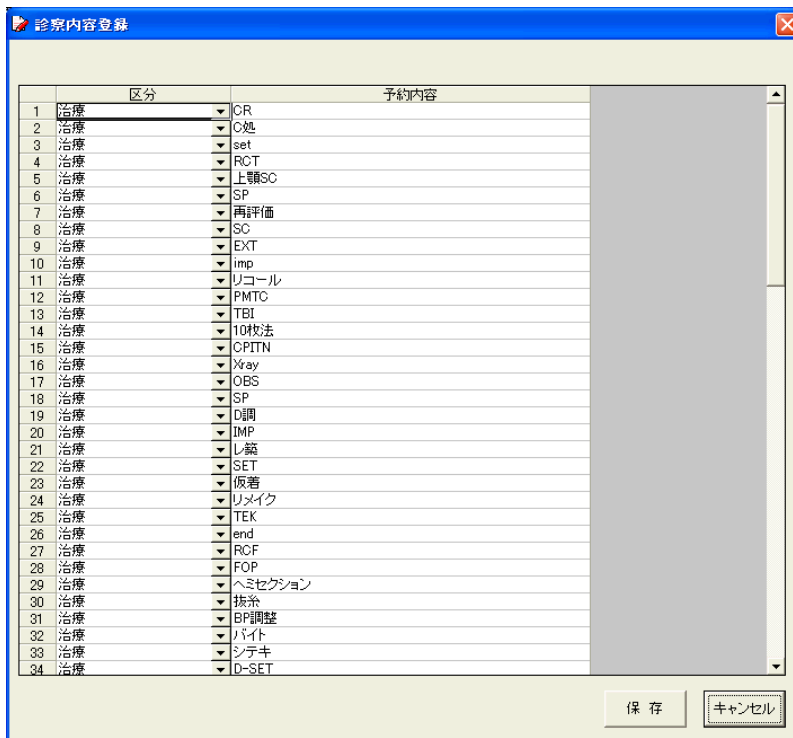 診察内容登録
区分 予約内容
1 治療 CR
2 治療 C処
3 治療 set
4 治療 RCT
5 治療 上顎SC
6 治療 SP
7 治療 再評価
8 治療 SC
9 治療 EXT
10 治療 imp
11 治療 リコール
12 治療 PMTC
13 治療 TBI
14 治療 10枚法
15 治療 CPITN
16 治療 Xray
17 治療 OBS
18 治療 SP
19 治療 D調
20 治療 IMP
21 治療 レ築
22 治療 SET
23 治療 仮着
24 治療 リメイク
25 治療 TEK
26 治療 end
27 治療 RCF
28 治療 FOP
29 治療 ヘミセクション
30 治療 抜糸
31 治療 BP調整
32 治療 バイト
33 治療 シテキ
34 治療 D-SET
保 存 キャンセル